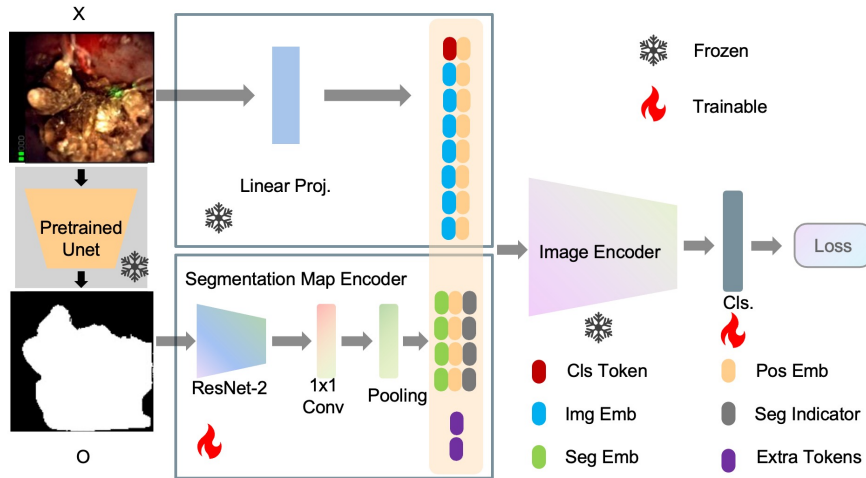 X
Frozen
Trainable
Linear Proj.
Pretrained
Unet
Segmentation Map Encoder
Image Encoder
Loss
Cls.
ResNet-2
1x1
Conv
Pooling
O
Cls Token
Pos Emb
Img Emb
Seg Indicator
Seg Emb
Extra Tokens